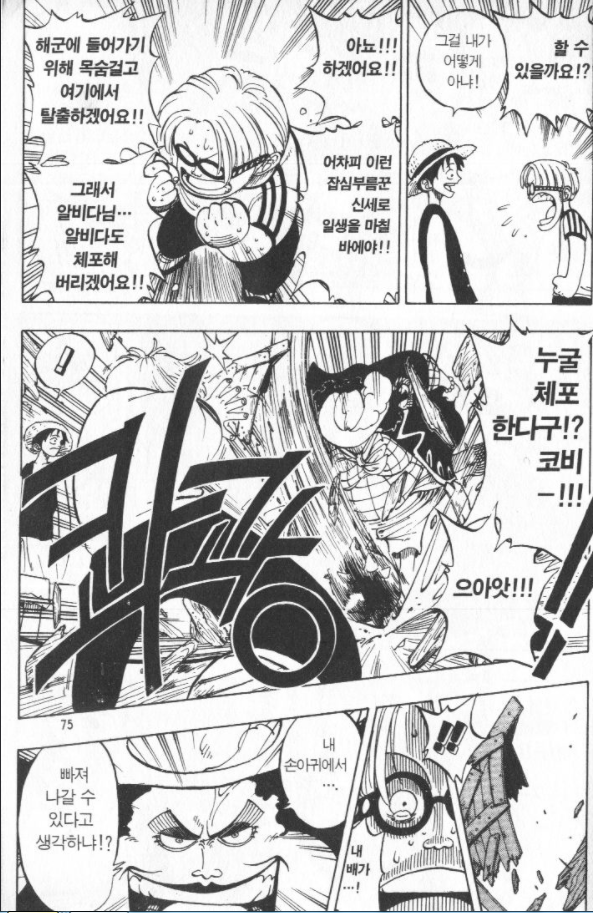 할 수
있을까요!?
그걸 내가
어떻게
아냐!
아뇨!!!
하겠어요!!
어차피 이런
잡심부름꾼
신세로
일생을 마칠
바에야!!
해군에 들어가기
위해 목숨걸고
여기에서
탈출하겠어요!!
그래서
알비다님…
알비다도
체포해
버리겠어요!!
누굴
체포
한다구!?
코비
ー!!!
으아앗!!!
!
콰쾅
!!
75
!!
내
배가
…!
내
손아귀에서
….
빠져
나갈 수
있다고
생각하냐!?